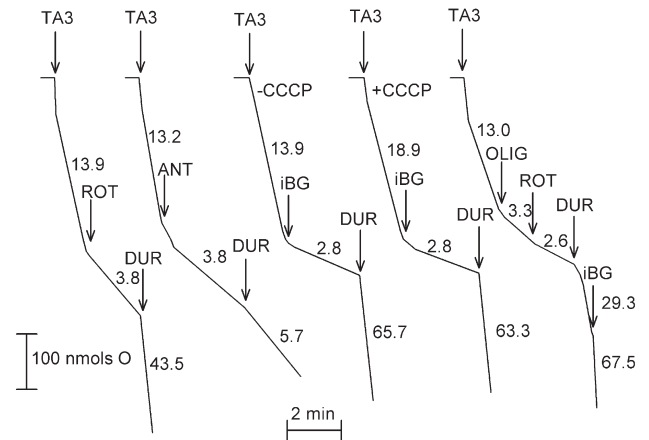 TA3 TA3 TA3 TA3 TA3
-CCCP +CCCP
13.2 13.0
13.9 18.9
OLIG
13.9 ANT
ROT iBG iBG ROT
3.3 DUR
DUR DUR
2.6
3.8 DUR 2.8 2.8
DUR
iBG
3.8
29.3
5.7 65.7 63.3
100 nmols O 43.5 67.5
2 min